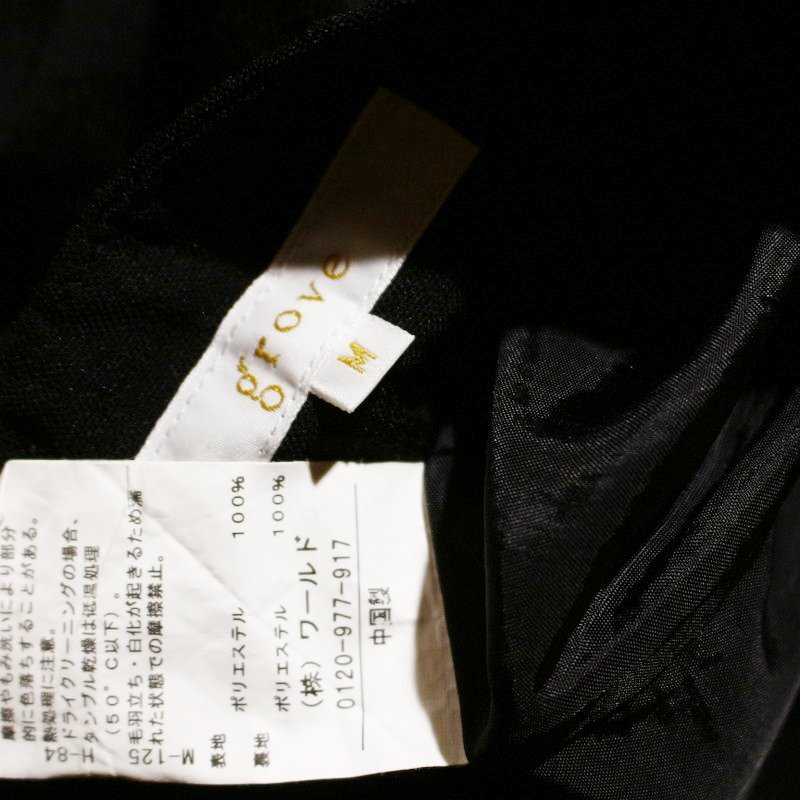 grove
M
摩擦やもみ洗いにより部分
的に色落ちすることがある。
熱処理に注意。
-84
ドライクリーニングの場合、
タンブル乾燥は低温処理
(50°C以下)。
毛羽立ち・白化が起きるため濡
れた状態での摩擦禁止。
M-125
表地 ポリエステル 100%
裏地 ポリエステル 100%
(株)ワールド
0120-977-917
中国製